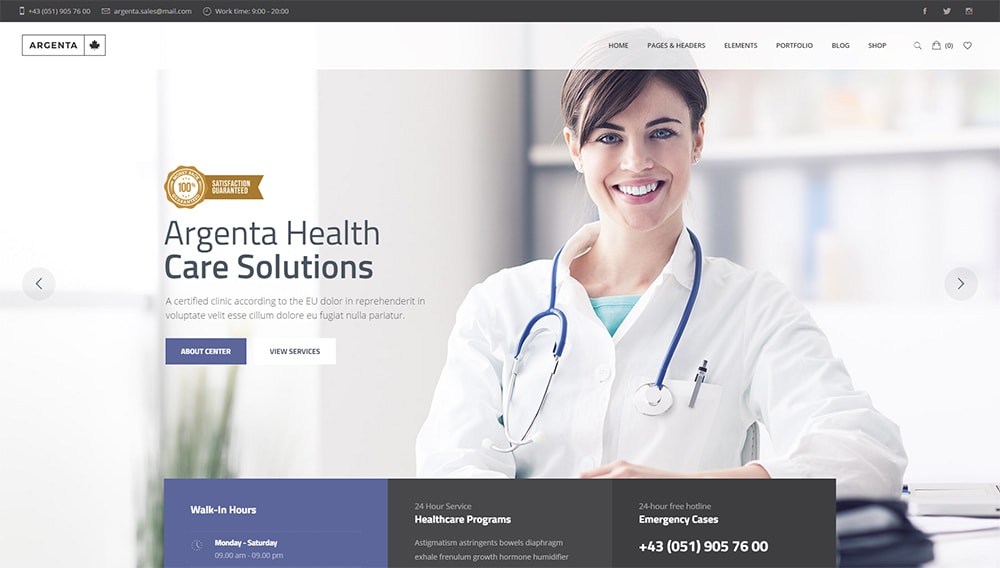 +43 (051) 905 76 00
argenta.sales@mail.com
Work time: 9:00 - 20:00
ARGENTA
HOME
PAGES & HEADERS
ELEMENTS
PORTFOLIO
BLOG
SHOP
(0)
100%
SATISFACTION
GUARANTEED
Argenta Health
Care Solutions
A certified clinic according to the EU dolor in reprehenderit in
voluptate velit esse cillum dolore eu fugiat nulla pariatur.
ABOUT CENTER
VIEW SERVICES
Walk-In Hours
Monday - Saturday
09.00 am - 09.00 pm
24 Hour Service
Healthcare Programs
Astigmatism astringents bowels diaphragm
exhale frenulum growth hormone humidifier
24-hour free hotline
Emergency Cases
+43 (051) 905 76 00